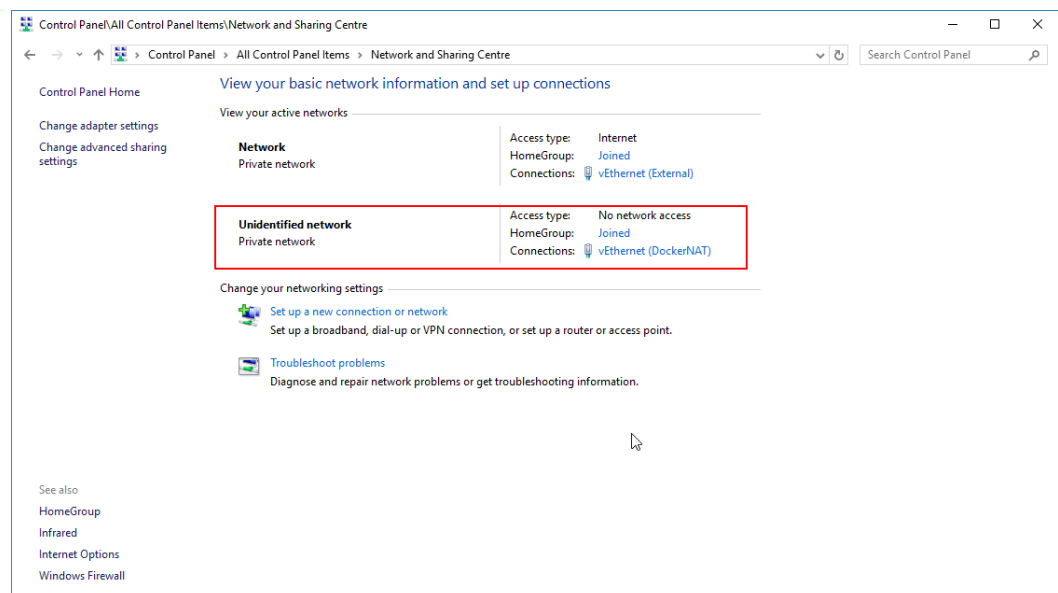 Control Panel\All Control Panel Items\Network and Sharing Centre
Control Panel > All Control Panel Items > Network and Sharing Centre
Search Control Panel
Control Panel Home
Change adapter settings
Change advanced sharing
settings
View your basic network information and set up connections
View your active networks
Network
Private network
Access type: Internet
HomeGroup: Joined
Connections: vEthernet (External)
Unidentified network
Private network
Access type: No network access
HomeGroup: Joined
Connections: vEthernet (DockerNAT)
Change your networking settings
Set up a new connection or network
Set up a broadband, dial-up or VPN connection, or set up a router or access point.
Troubleshoot problems
Diagnose and repair network problems or get troubleshooting information.
See also
HomeGroup
Infrared
Internet Options
Windows Firewall